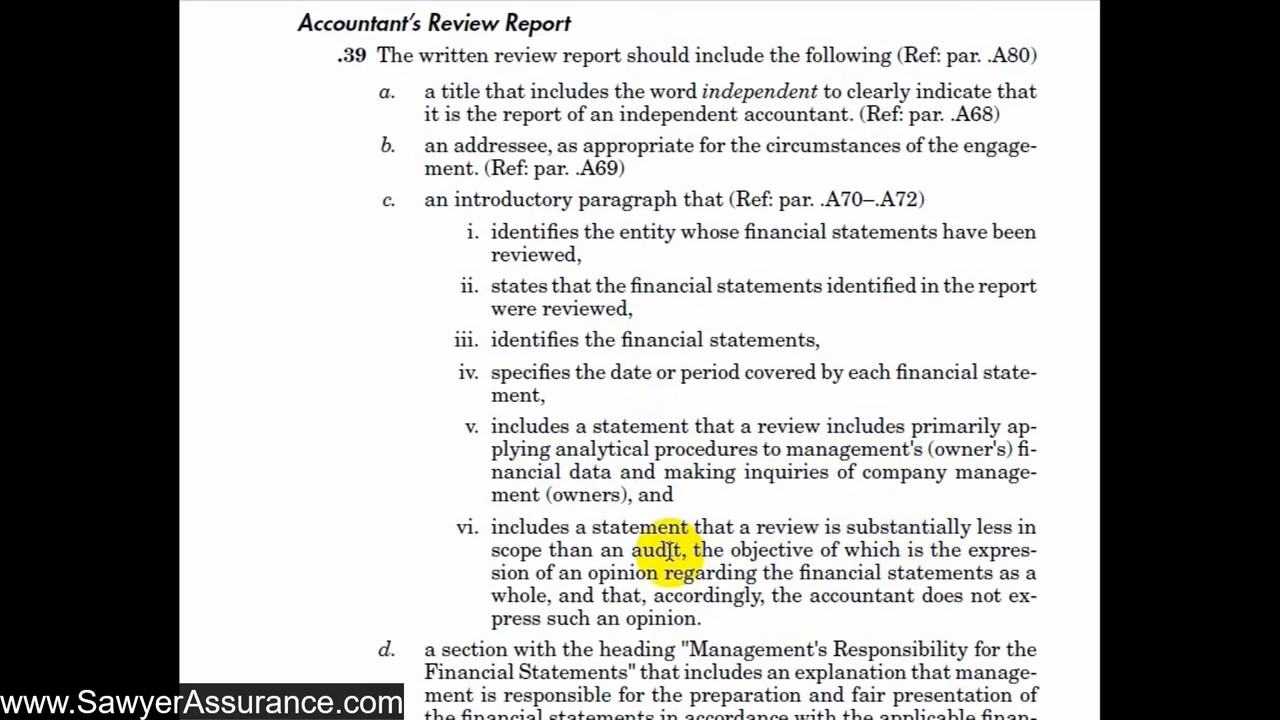 Accountant's Review Report
.39 The written review report should include the following (Ref: par. .A80)
a. a title that includes the word independent to clearly indicate that
it is the report of an independent accountant. (Ref: par. .A68)
b. an addressee, as appropriate for the circumstances of the engage-
ment. (Ref: par. .A69)
c. an introductory paragraph that (Ref: par. .A70–.A72)
i. identifies the entity whose financial statements have been
reviewed,
ii. states that the financial statements identified in the report
were reviewed,
iii. identifies the financial statements,
iv. specifies the date or period covered by each financial state-
ment,
v. includes a statement that a review includes primarily ap-
plying analytical procedures to management's (owner's) fi-
nancial data and making inquiries of company manage-
ment (owners), and
vi. includes a statement that a review is substantially less in
scope than an audit, the objective of which is the expres-
sion of an opinion regarding the financial statements as a
whole, and that, accordingly, the accountant does not ex-
press such an opinion.
d. a section with the heading "Management's Responsibility for the
Financial Statements" that includes an explanation that manage-
ment is responsible for the preparation and fair presentation of
the financial statements in accordance with the applicable finan-
www.SawyerAssurance.com